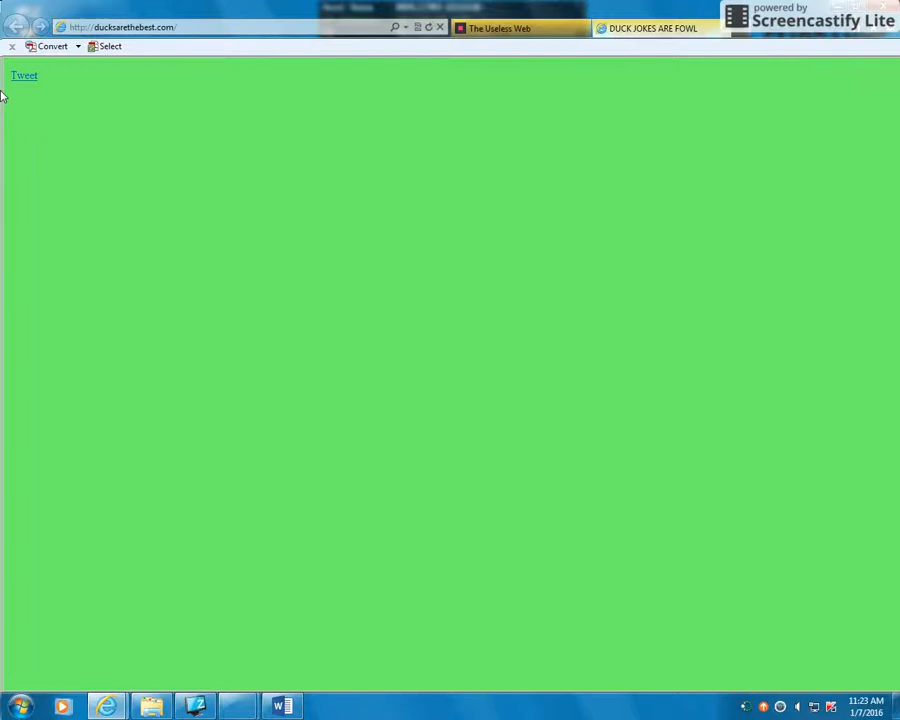 powered by
Screencastify Lite
http://ducksarethebest.com/
The Useless Web
DUCK JOKES ARE FOWL
Convert
Select
Tweet
11:23 AM
1/7/2016